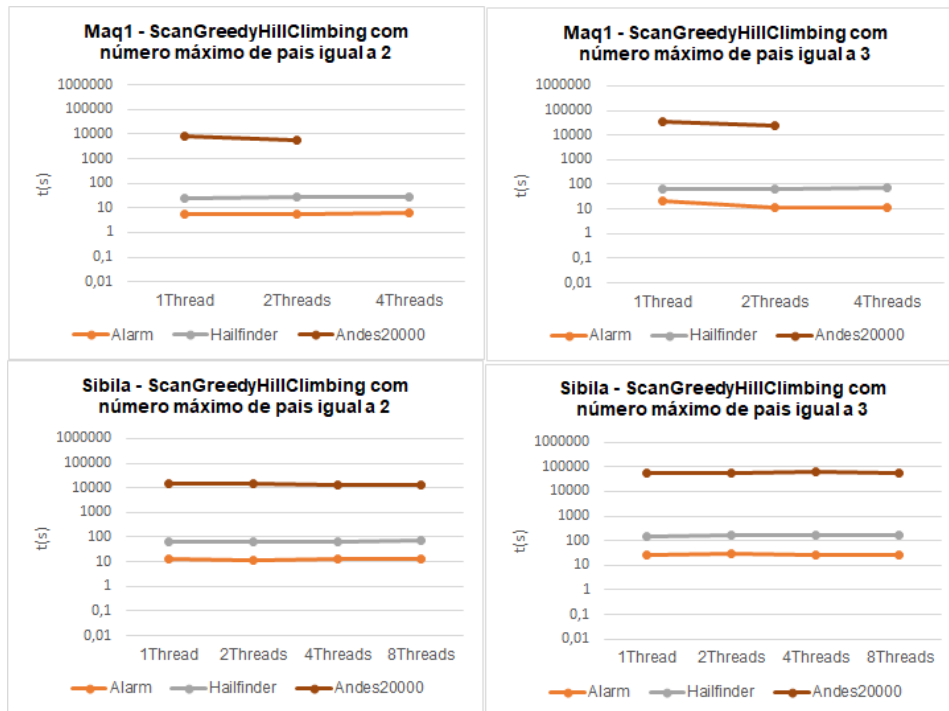 Maq1 - ScanGreedyHillClimbing com
número máximo de pais igual a 2
1000000
100000
10000
1000
100
10
1
0,1
0,01
t(s)
1Thread 2Threads 4Threads
Alarm Hailfinder Andes20000
Maq1 - ScanGreedyHillClimbing com
número máximo de pais igual a 3
1000000
100000
10000
1000
100
10
1
0,1
0,01
t(s)
1Thread 2Threads 4Threads
Alarm Hailfinder Andes20000
Sibila - ScanGreedyHillClimbing com
número máximo de pais igual a 2
1000000
100000
10000
1000
100
10
1
0,1
0,01
t(s)
1Thread 2Threads 4Threads 8Threads
Alarm Hailfinder Andes20000
Sibila - ScanGreedyHillClimbing com
número máximo de pais igual a 3
1000000
100000
10000
1000
100
10
1
0,1
0,01
t(s)
1Thread 2Threads 4Threads 8Threads
Alarm Hailfinder Andes20000